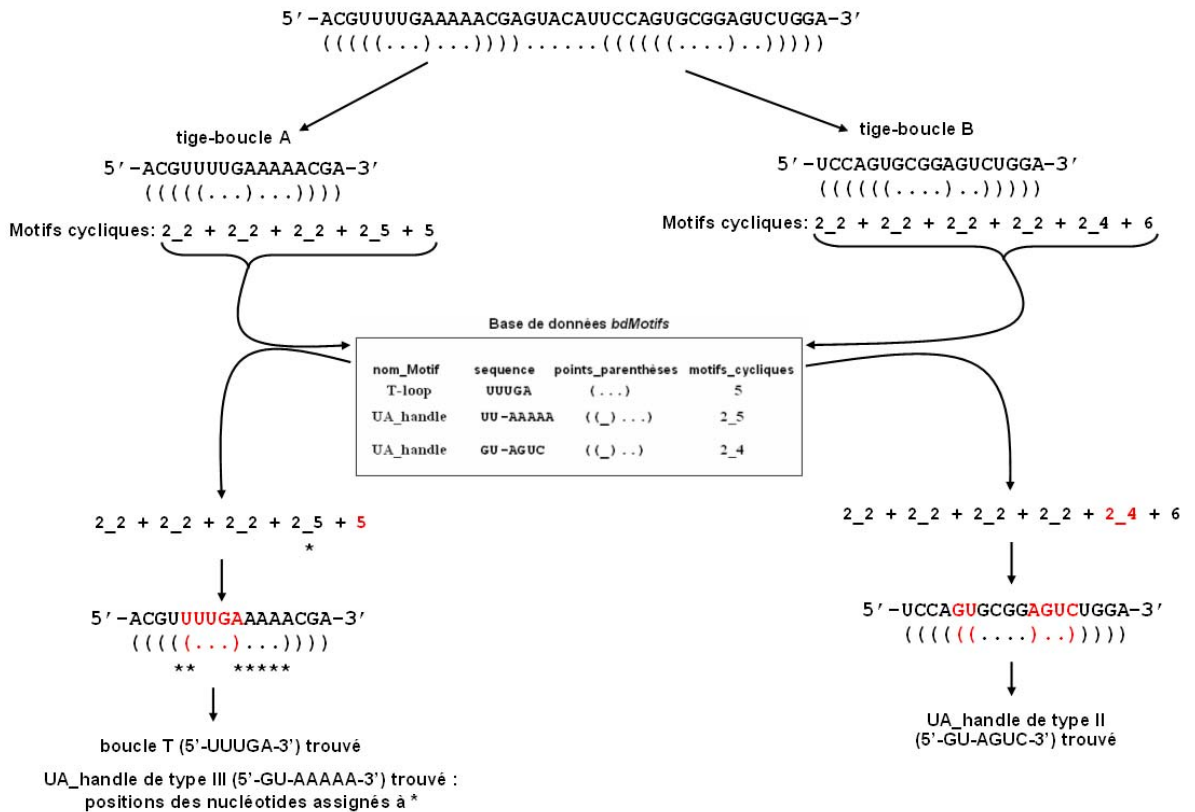 5'-ACGUUUUGAAAAACGAGUACAUUCCAGUGCGGAGUCUGGA-3'
(((((...)...))))......((((((....)..)))))
tige-boucle A
5'-ACGUUUUGAAAAACGA-3'
(((((...)...))))
Motifs cycliques: 2_2 + 2_2 + 2_2 + 2_5 + 5
tige-boucle B
5'-UCCAGUGCGGAGUCUGGA-3'
((((((....)..)))))
Motifs cycliques: 2_2 + 2_2 + 2_2 + 2_2 + 2_4 + 6
Base de données bdMotifs
nom_Motif sequence points_parenthèses motifs_cycliques
T-loop UUUGA (...) 5
UA_handle UU-AAAAA ((_)...) 2_5
UA_handle GU-AGUC ((_)..) 2_4
2_2 + 2_2 + 2_2 + 2_5 + 5
*
5'-ACGUUUUGAAAAACGA-3'
(((((...)...))))
** *****
boucle T (5'-UUUGA-3') trouvé
UA_handle de type III (5'-GU-AAAAA-3') trouvé :
positions des nucléotides assignés à *
2_2 + 2_2 + 2_2 + 2_2 + 2_4 + 6
5'-UCCAGUGCGGAGUCUGGA-3'
((((((....)..)))))
UA_handle de type II
(5'-GU-AGUC-3') trouvé